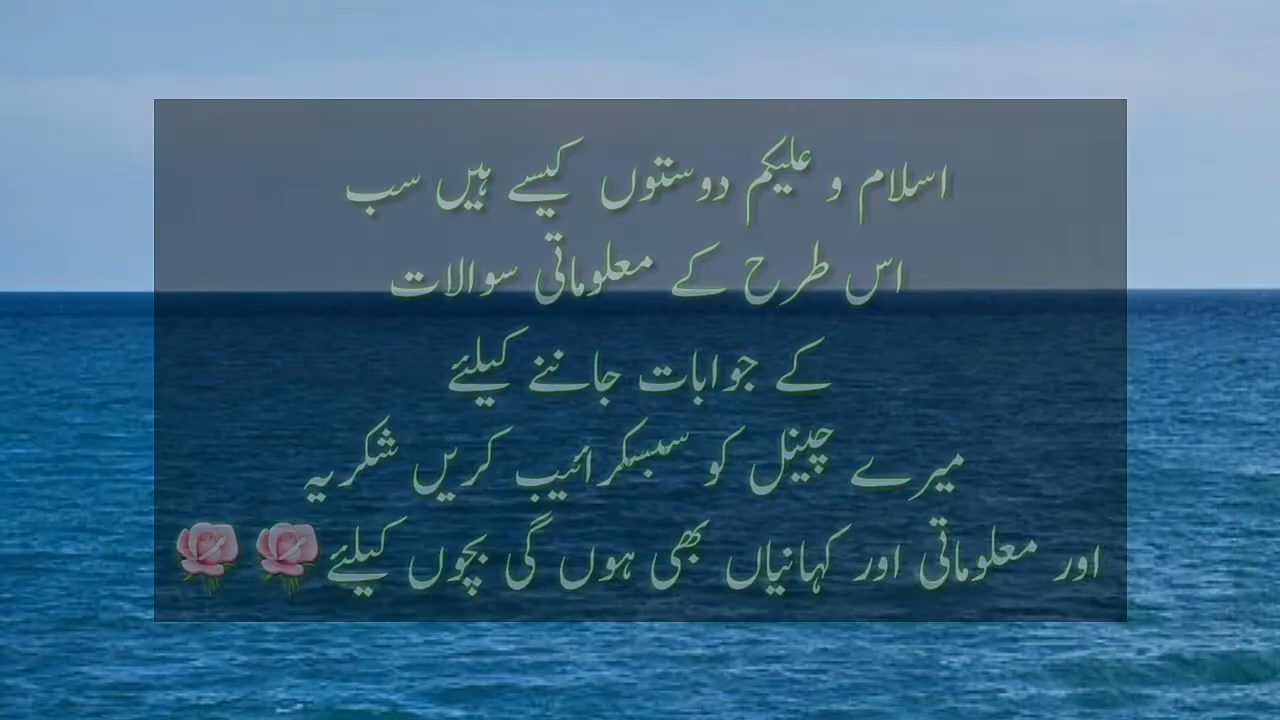 اسلام و علیکم دوستوں کیسے ہیں سب
اس طرح کے معلوماتی سوالات
کے جوابات جاننے کیلئے
میرے چینل کو سبسکرائیب کریں شکریہ
اور معلوماتی اور کہانیاں بھی ہوں گی بچوں کیلئے🌹🌹